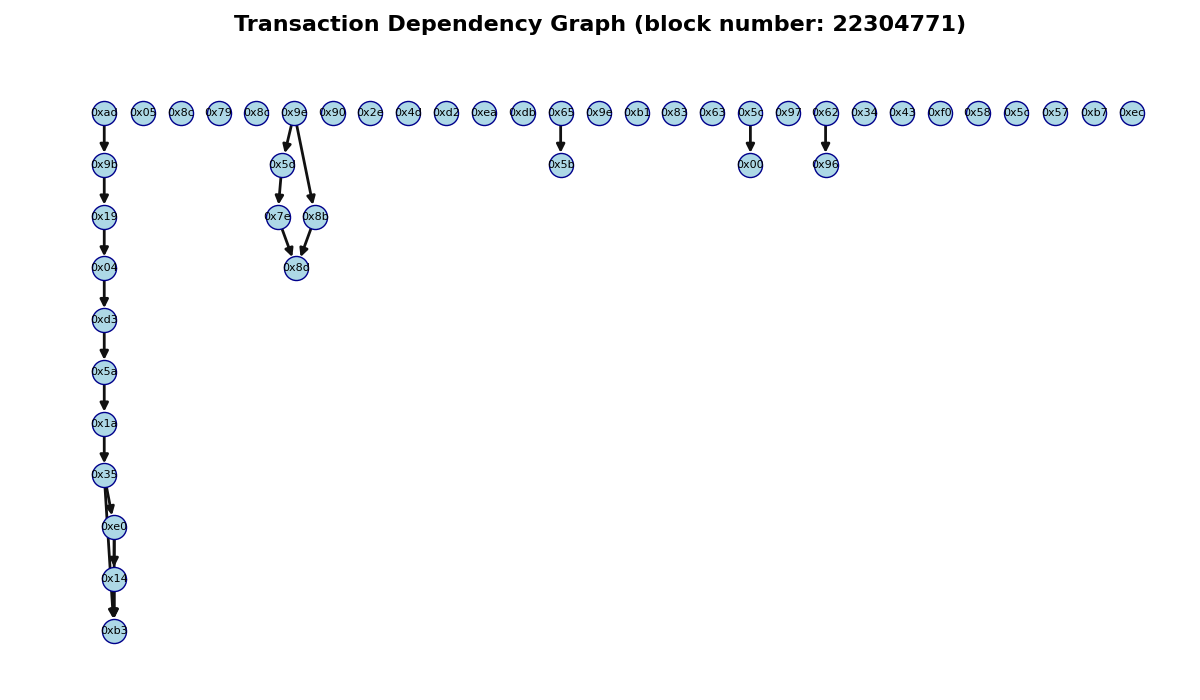 Transaction Dependency Graph (block number: 22304771)
0xad 0x05 0x8c 0x79 0x8c 0x9e 0x90 0x2e 0x4d 0xd2 0xea 0xdb 0x65 0x9e 0xb1 0x83 0x63 0x5c 0x97 0x62 0x34 0x43 0xf0 0x58 0x5c 0x57 0xb7 0xec
0x9b 0x5d 0x5b 0x00 0x96
0x19 0x7e 0x8b
0x04 0x8d
0xd3
0x5a
0x1a
0x35
0xe0
0x14
0xb3